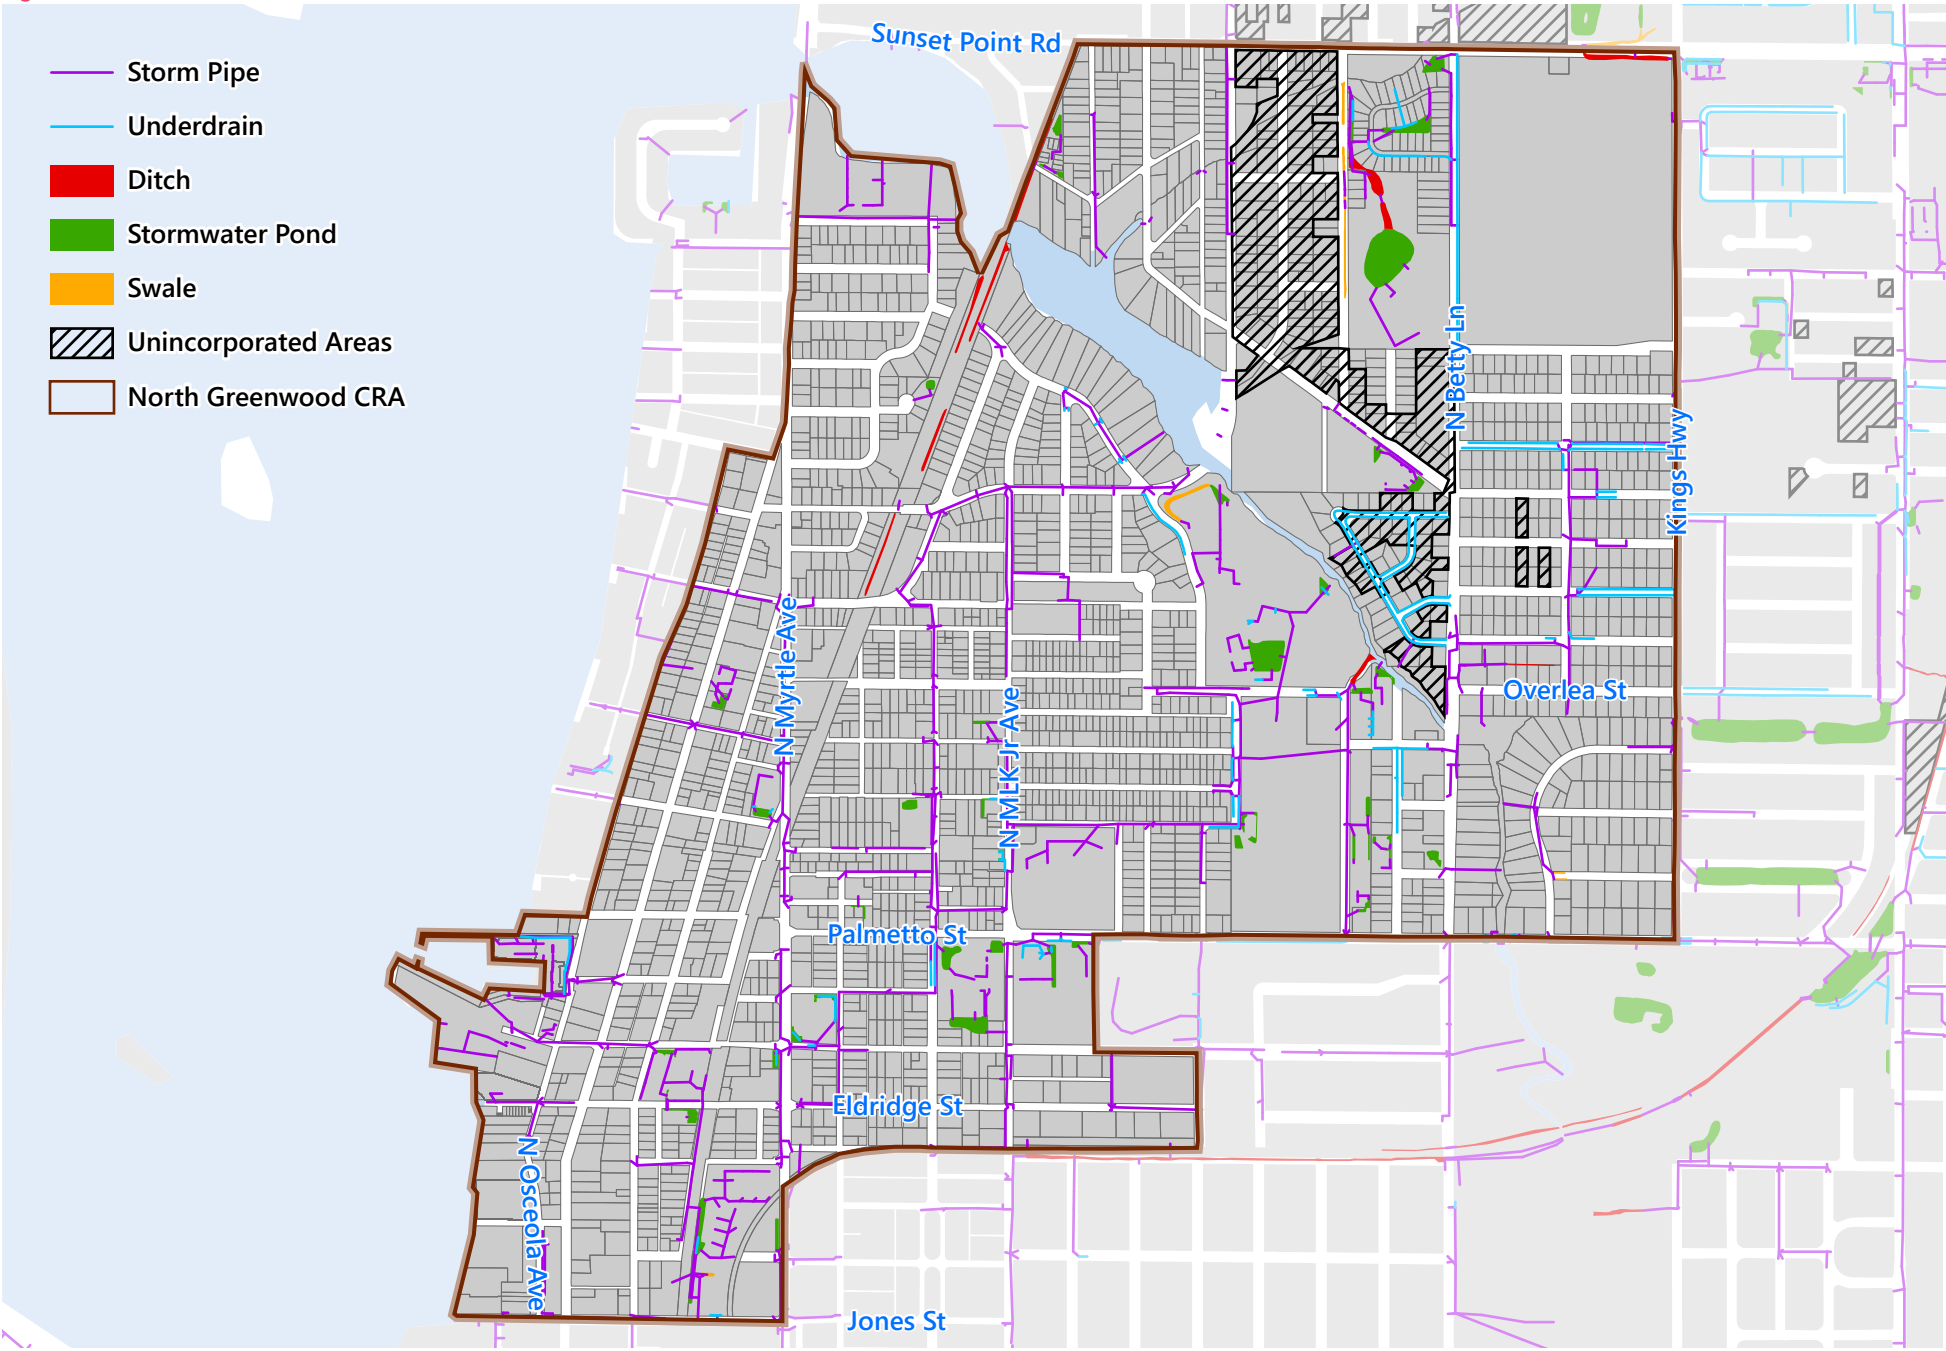 Sunset Point Rd
Storm Pipe
Underdrain
Ditch
Stormwater Pond
Swale
Unincorporated Areas
North Greenwood CRA
N Betty Ln
Kings Hwy
N Myrtle Ave
N MLK Jr Ave
Overlea St
Palmetto St
Eldridge St
N Osceola Ave
Jones St